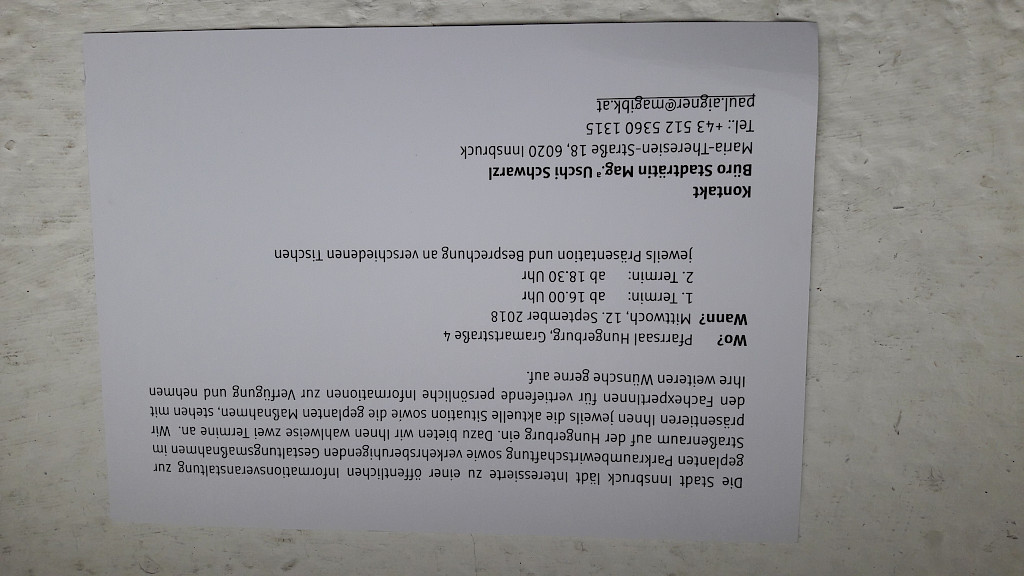 Die Stadt Innsbruck lädt Interessierte zu einer öffentlichen Informationsveranstaltung zur
geplanten Parkraumbewirtschaftung sowie verkehrsberuhigenden Gestaltungsmaßnahmen im
Straßenraum auf der Hungerburg ein. Dazu bieten wir Ihnen wahlweise zwei Termine an. Wir
präsentieren Ihnen jeweils die aktuelle Situation sowie die geplanten Maßnahmen, stehen mit
den FachexpertInnen für vertiefende persönliche Informationen zur Verfügung und nehmen
Ihre weiteren Wünsche gerne auf.
Wo? Pfarrsaal Hungerburg, Gramartstraße 4
Wann? Mittwoch, 12. September 2018
1. Termin: ab 16.00 Uhr
2. Termin: ab 18.30 Uhr
jeweils Präsentation und Besprechung an verschiedenen Tischen
Kontakt
Büro Stadträtin Mag.ª Uschi Schwarzl
Maria-Theresien-Straße 18, 6020 Innsbruck
Tel.: +43 512 5360 1315
paul.aigner@magibk.at